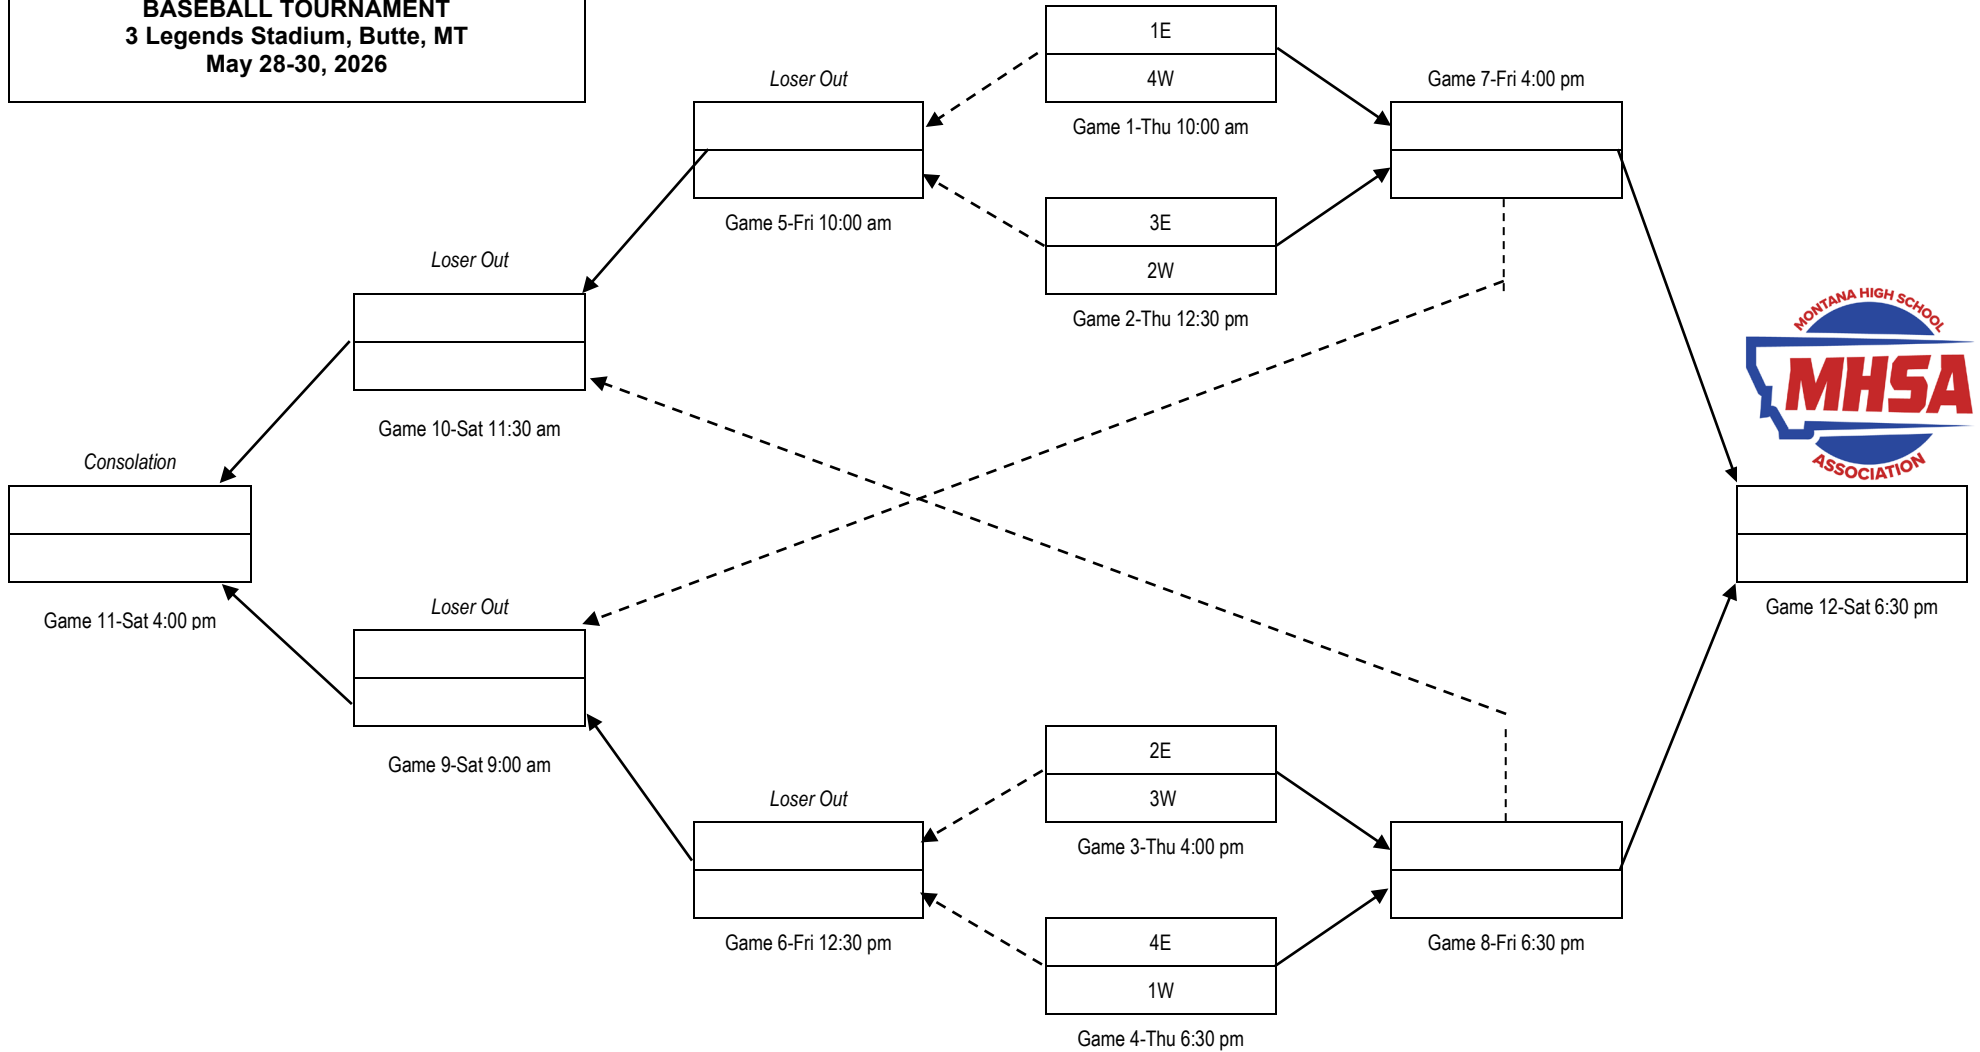 BASEBALL TOURNAMENT
3 Legends Stadium, Butte, MT
May 28-30, 2026
1E
4W
Game 1-Thu 10:00 am
Loser Out
Game 7-Fri 4:00 pm
Game 5-Fri 10:00 am
3E
2W
Game 2-Thu 12:30 pm
Loser Out
Game 10-Sat 11:30 am
MONTANA HIGH SCHOOL
MHSA
ASSOCIATION
Consolation
Game 11-Sat 4:00 pm
Game 12-Sat 6:30 pm
Loser Out
Game 9-Sat 9:00 am
2E
3W
Game 3-Thu 4:00 pm
Loser Out
Game 6-Fri 12:30 pm
Game 8-Fri 6:30 pm
4E
1W
Game 4-Thu 6:30 pm